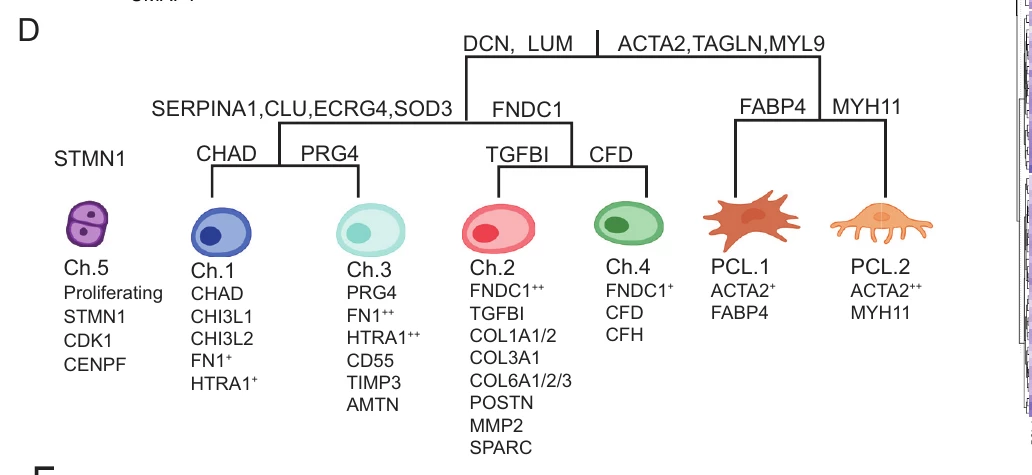 D
DCN, LUM | ACTA2,TAGLN,MYL9
SERPINA1,CLU,ECRG4,SOD3 FNDC1
FABP4 MYH11
STMN1
CHAD PRG4
TGFBI CFD
Ch.5
Proliferating
STMN1
CDK1
CENPF
Ch.1
CHAD
CHI3L1
CHI3L2
FN1⁺
HTRA1⁺
Ch.3
PRG4
FN1⁺⁺
HTRA1⁺⁺
CD55
TIMP3
AMTN
Ch.2
FNDC1⁺⁺
TGFBI
COL1A1/2
COL3A1
COL6A1/2/3
POSTN
MMP2
SPARC
Ch.4
FNDC1⁺
CFD
CFH
PCL.1
ACTA2⁺
FABP4
PCL.2
ACTA2⁺⁺
MYH11